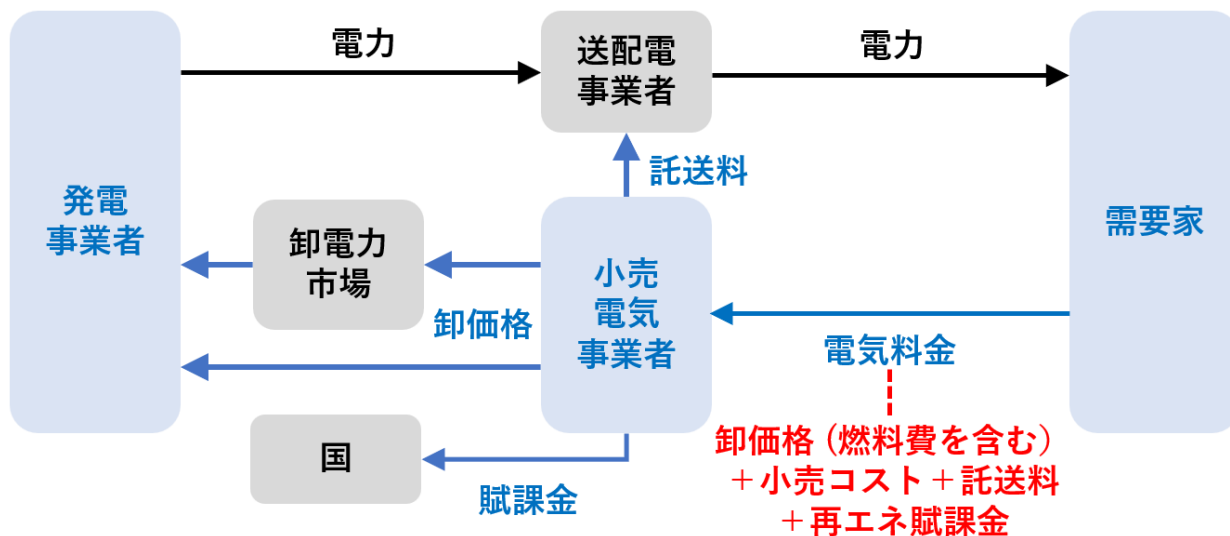 電力
送配電
事業者
電力
託送料
発電
事業者
卸電力
市場
小売
電気
事業者
需要家
卸価格
電気料金
国
賦課金
卸価格（燃料費を含む）
＋小売コスト＋託送料
＋再エネ賦課金